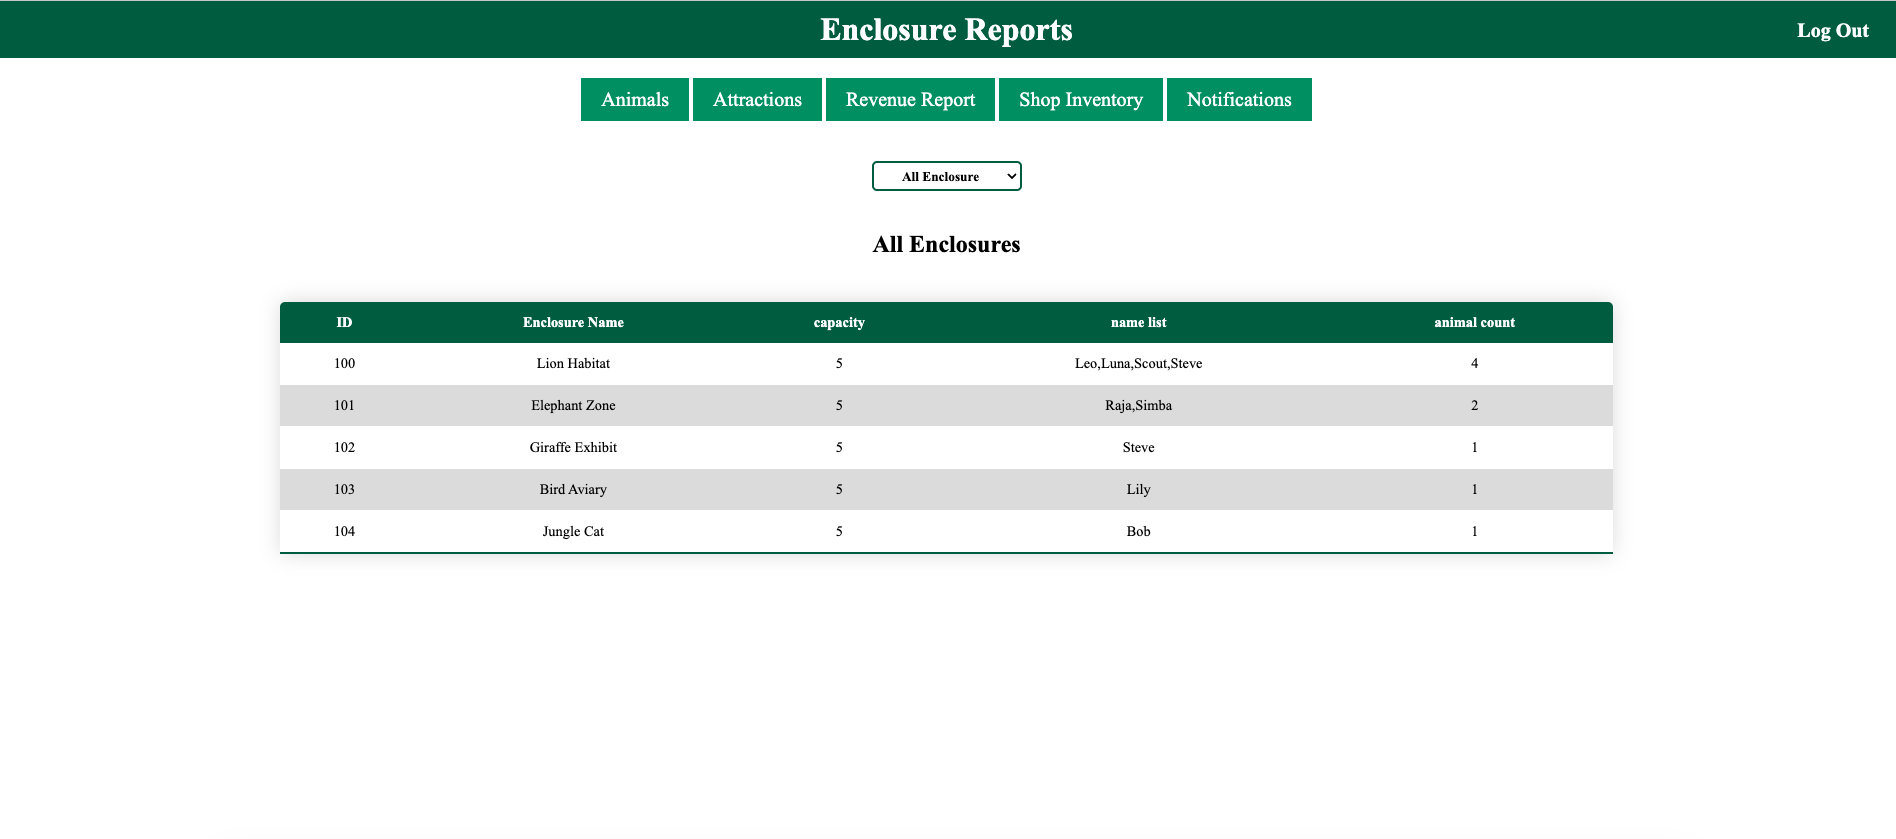 Enclosure Reports Log Out
Animals Attractions Revenue Report Shop Inventory Notifications
All Enclosure
All Enclosures
ID Enclosure Name capacity name list animal count
100 Lion Habitat 5 Leo,Luna,Scout,Steve 4
101 Elephant Zone 5 Raja,Simba 2
102 Giraffe Exhibit 5 Steve 1
103 Bird Aviary 5 Lily 1
104 Jungle Cat 5 Bob 1